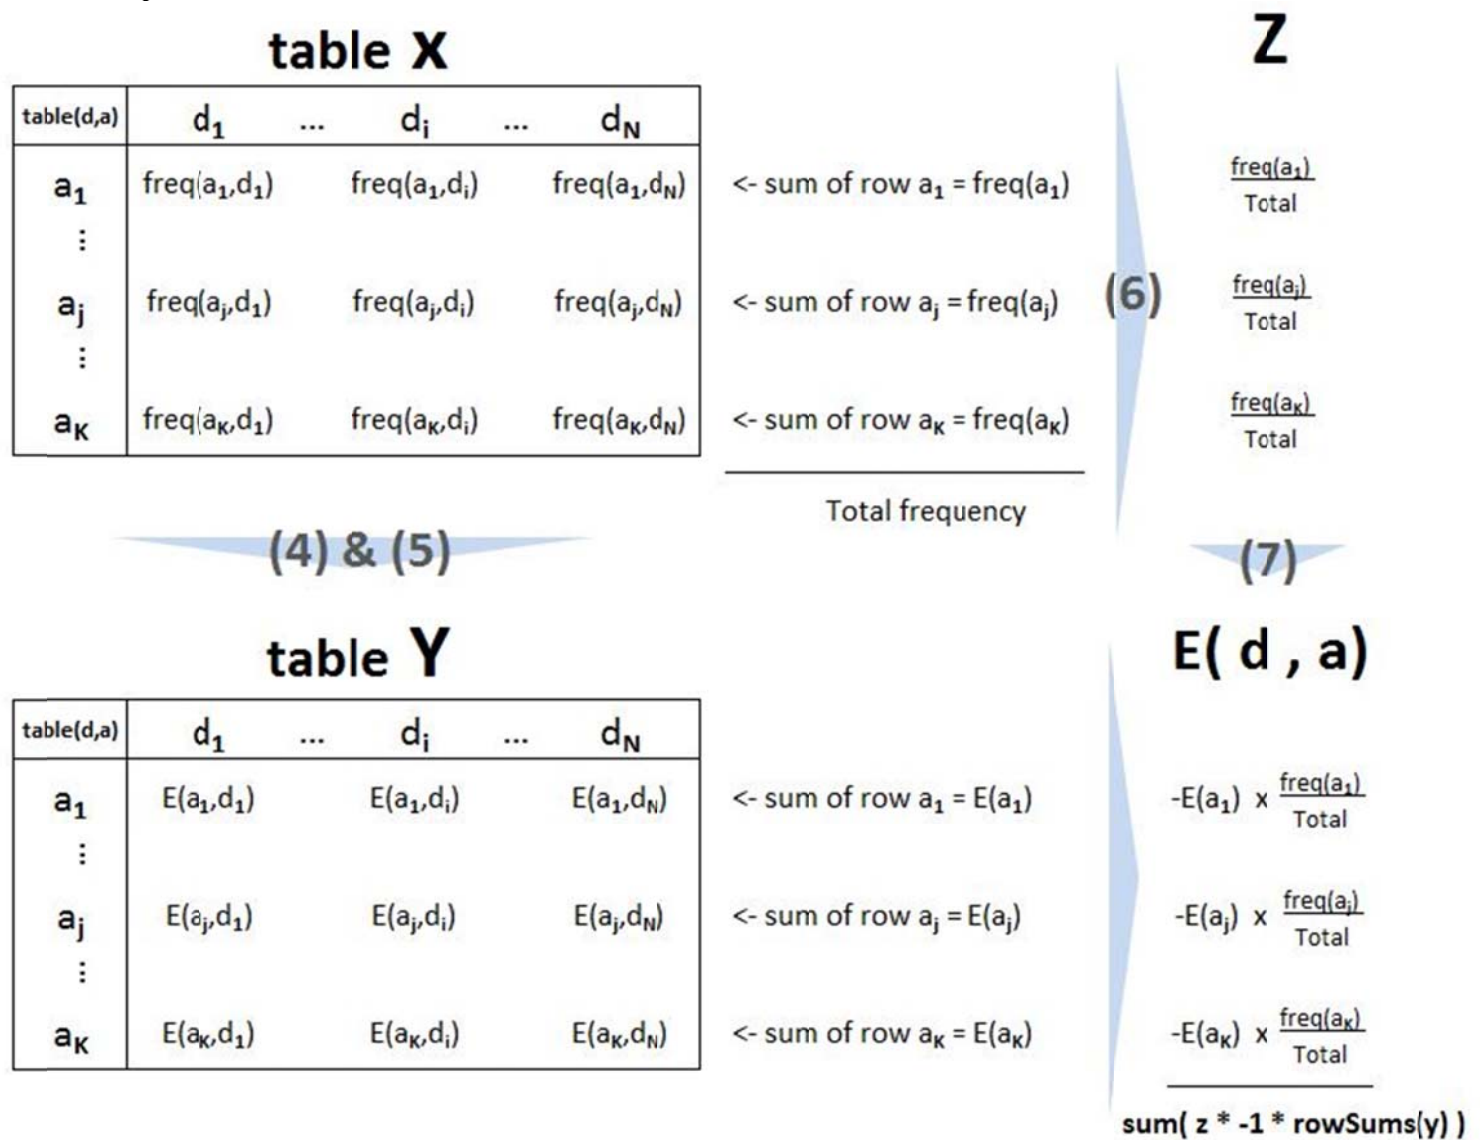 table X
Z
table(d,a) d1 ... di ... dN
a1 freq(a1,d1) freq(a1,di) freq(a1,dN) <- sum of row a1 = freq(a1) freq(a1)
Total
⋮
aj freq(aj,d1) freq(aj,di) freq(aj,dN) <- sum of row aj = freq(aj) (6) freq(aj)
Total
⋮
aK freq(aK,d1) freq(aK,di) freq(aK,dN) <- sum of row aK = freq(aK) freq(aK)
Total
Total frequency
(4) & (5)
(7)
table Y
E( d , a)
table(d,a) d1 ... di ... dN
a1 E(a1,d1) E(a1,di) E(a1,dN) <- sum of row a1 = E(a1) -E(a1) x freq(a1)
Total
⋮
aj E(aj,d1) E(aj,di) E(aj,dN) <- sum of row aj = E(aj) -E(aj) x freq(aj)
Total
⋮
aK E(aK,d1) E(aK,di) E(aK,dN) <- sum of row aK = E(aK) -E(aK) x freq(aK)
Total
sum( z * -1 * rowSums(y) )